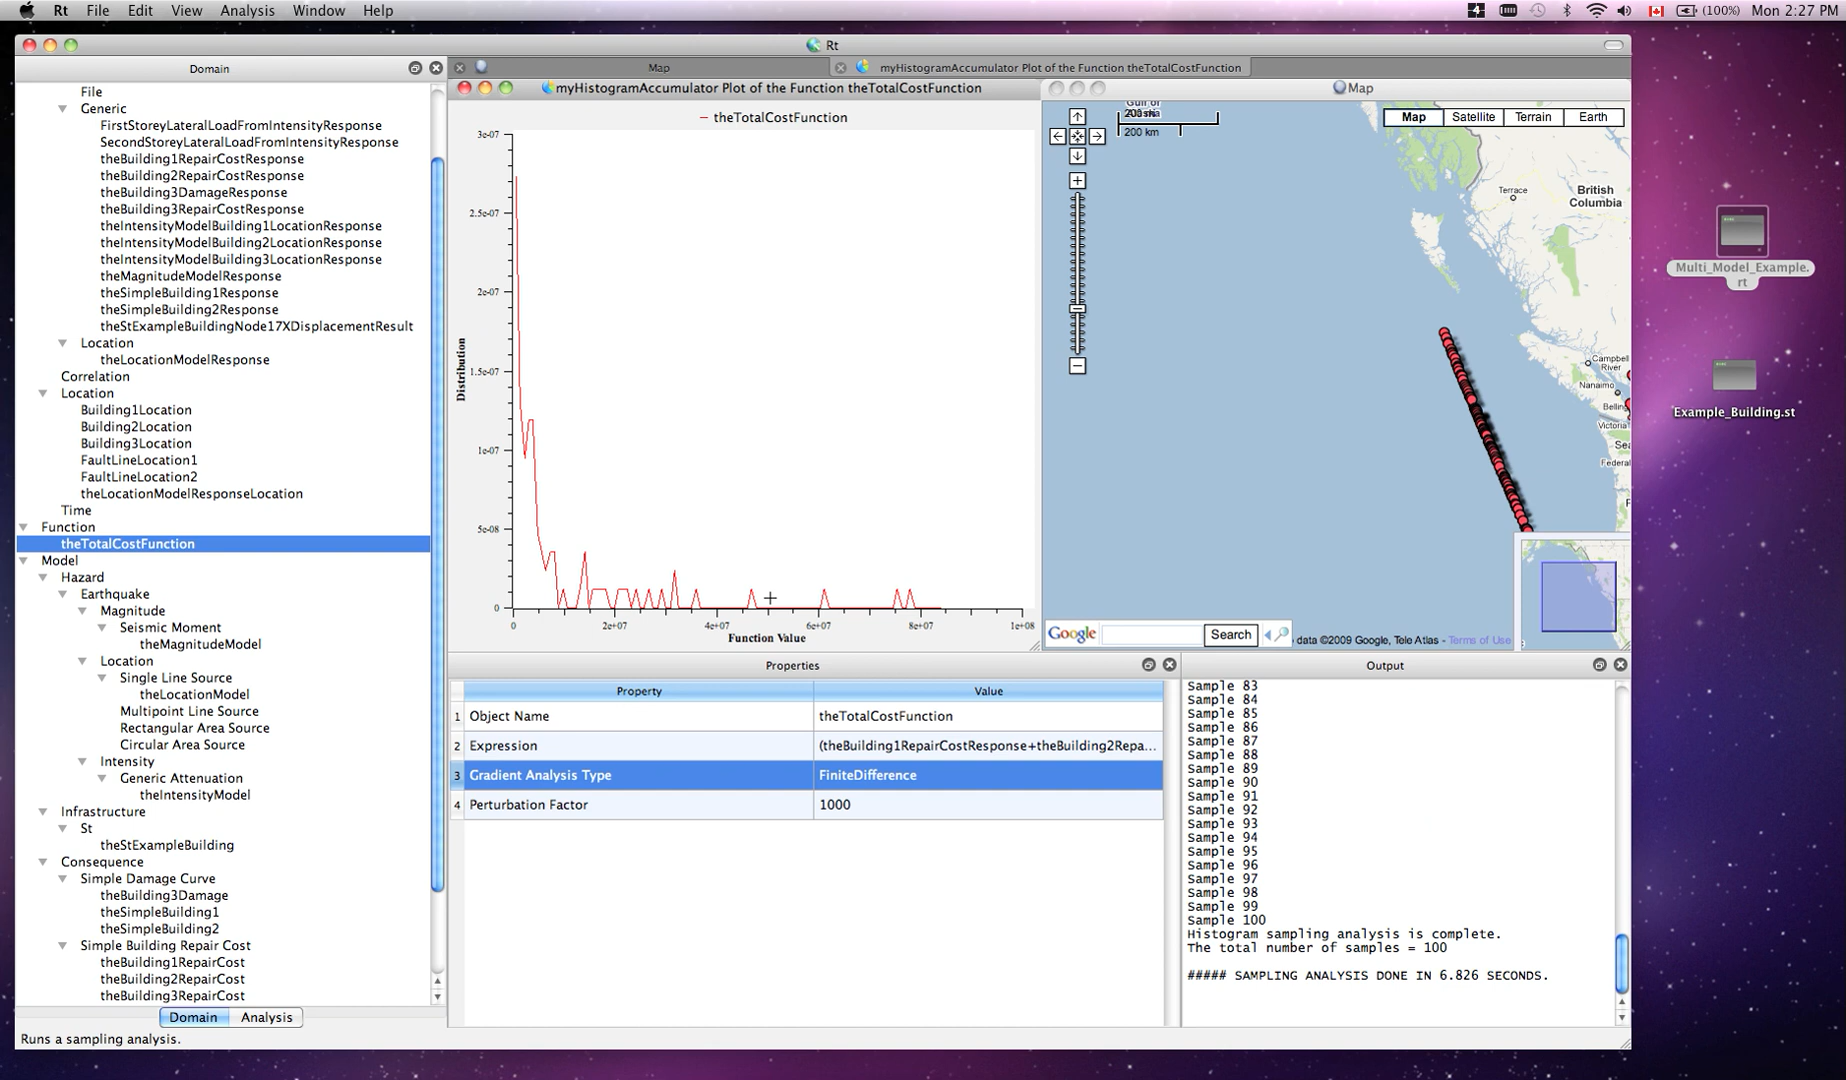 Rt File Edit View Analysis Window Help
4 (100%) Mon 2:27 PM
Rt
Domain
File
Generic
FirstStoreyLateralLoadFromIntensityResponse
SecondStoreyLateralLoadFromIntensityResponse
theBuilding1RepairCostResponse
theBuilding2RepairCostResponse
theBuilding3DamageResponse
theBuilding3RepairCostResponse
theIntensityModelBuilding1LocationResponse
theIntensityModelBuilding2LocationResponse
theIntensityModelBuilding3LocationResponse
theMagnitudeModelResponse
theSimpleBuilding1Response
theSimpleBuilding2Response
theStExampleBuildingNode17XDisplacementResult
Location
theLocationModelResponse
Correlation
Location
Building1Location
Building2Location
Building3Location
FaultLineLocation1
FaultLineLocation2
theLocationModelResponseLocation
Time
Function
theTotalCostFunction
Model
Hazard
Earthquake
Magnitude
Seismic Moment
theMagnitudeModel
Location
Single Line Source
theLocationModel
Multipoint Line Source
Rectangular Area Source
Circular Area Source
Intensity
Generic Attenuation
theIntensityModel
Infrastructure
St
theStExampleBuilding
Consequence
Simple Damage Curve
theBuilding3Damage
theSimpleBuilding1
theSimpleBuilding2
Simple Building Repair Cost
theBuilding1RepairCost
theBuilding2RepairCost
theBuilding3RepairCost
Domain Analysis
Runs a sampling analysis.
Map
myHistogramAccumulator Plot of the Function theTotalCostFunction
myHistogramAccumulator Plot of the Function theTotalCostFunction
theTotalCostFunction
3e-07
2.5e-07
2e-07
1.5e-07
1e-07
5e-08
0
Distribution
0 2e+07 4e+07 6e+07 8e+07 1e+08
Function Value
Map
Gulf of
200 km
Map Satellite Terrain Earth
Terrace
British
Columbia
Campbell
River
Nanaimo
Belling
Victoria
Sea
Federal
Google Search
data ©2009 Google, Tele Atlas - Terms of Use
Properties
Property Value
1 Object Name theTotalCostFunction
2 Expression (theBuilding1RepairCostResponse+theBuilding2Repa...
3 Gradient Analysis Type FiniteDifference
4 Perturbation Factor 1000
Output
Sample 83
Sample 84
Sample 85
Sample 86
Sample 87
Sample 88
Sample 89
Sample 90
Sample 91
Sample 92
Sample 93
Sample 94
Sample 95
Sample 96
Sample 97
Sample 98
Sample 99
Sample 100
Histogram sampling analysis is complete.
The total number of samples = 100
##### SAMPLING ANALYSIS DONE IN 6.826 SECONDS.
Multi_Model_Example.
rt
Example_Building.st